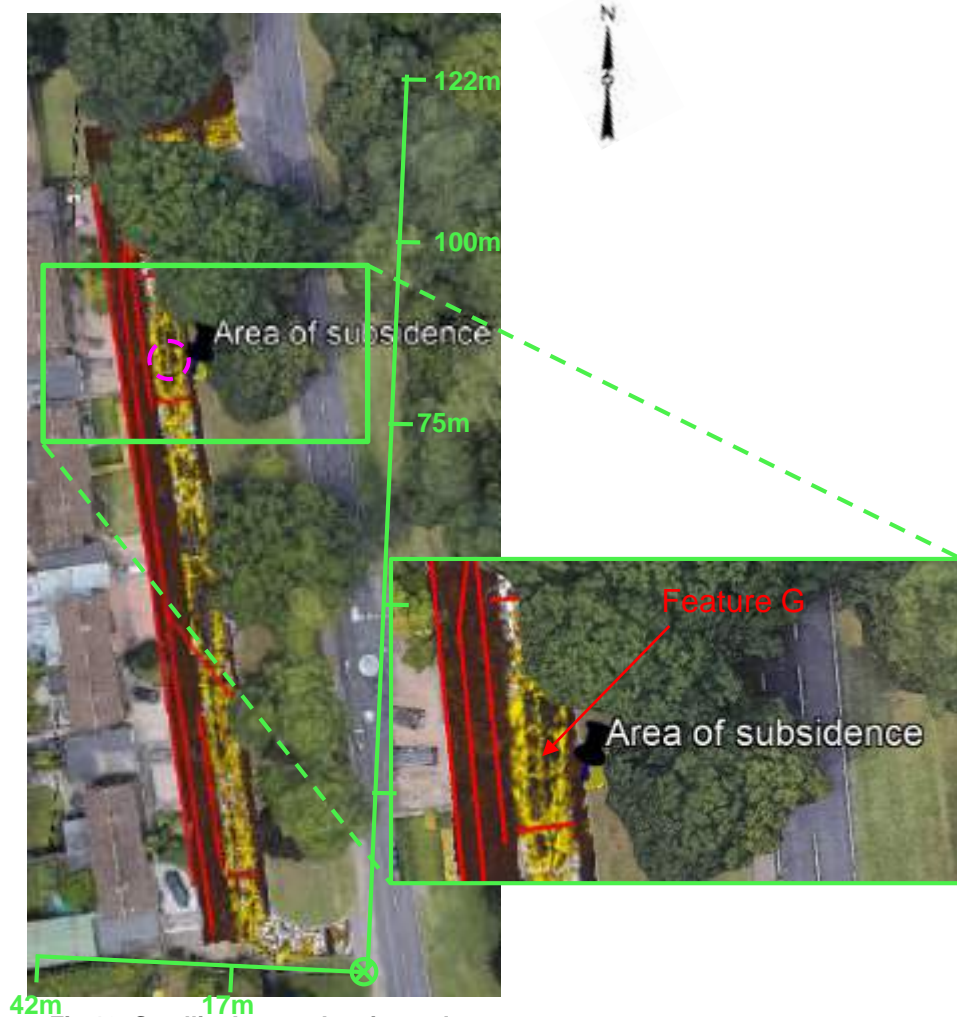 N
122m
100m
Area of subsidence
75m
Feature G
Area of subsidence
42m
17m